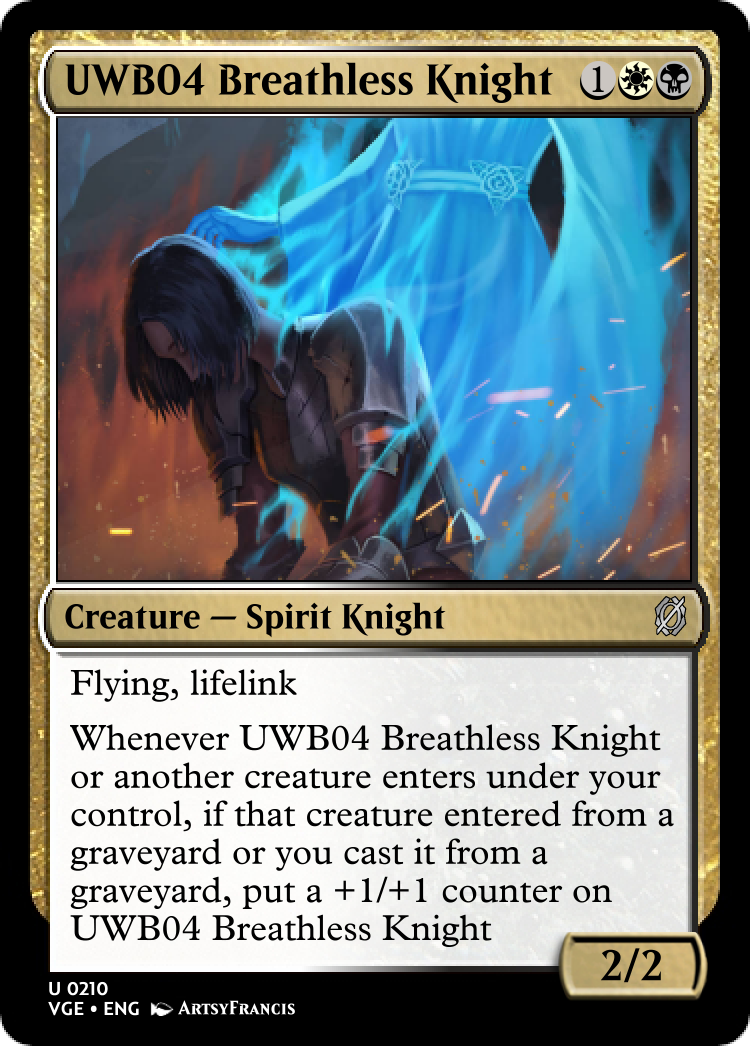 UWB04 Breathless Knight 1
Creature — Spirit Knight
Flying, lifelink
Whenever UWB04 Breathless Knight
or another creature enters under your
control, if that creature entered from a
graveyard or you cast it from a
graveyard, put a +1/+1 counter on
UWB04 Breathless Knight
2/2
U 0210
VGE • ENG ArtsyFrancis